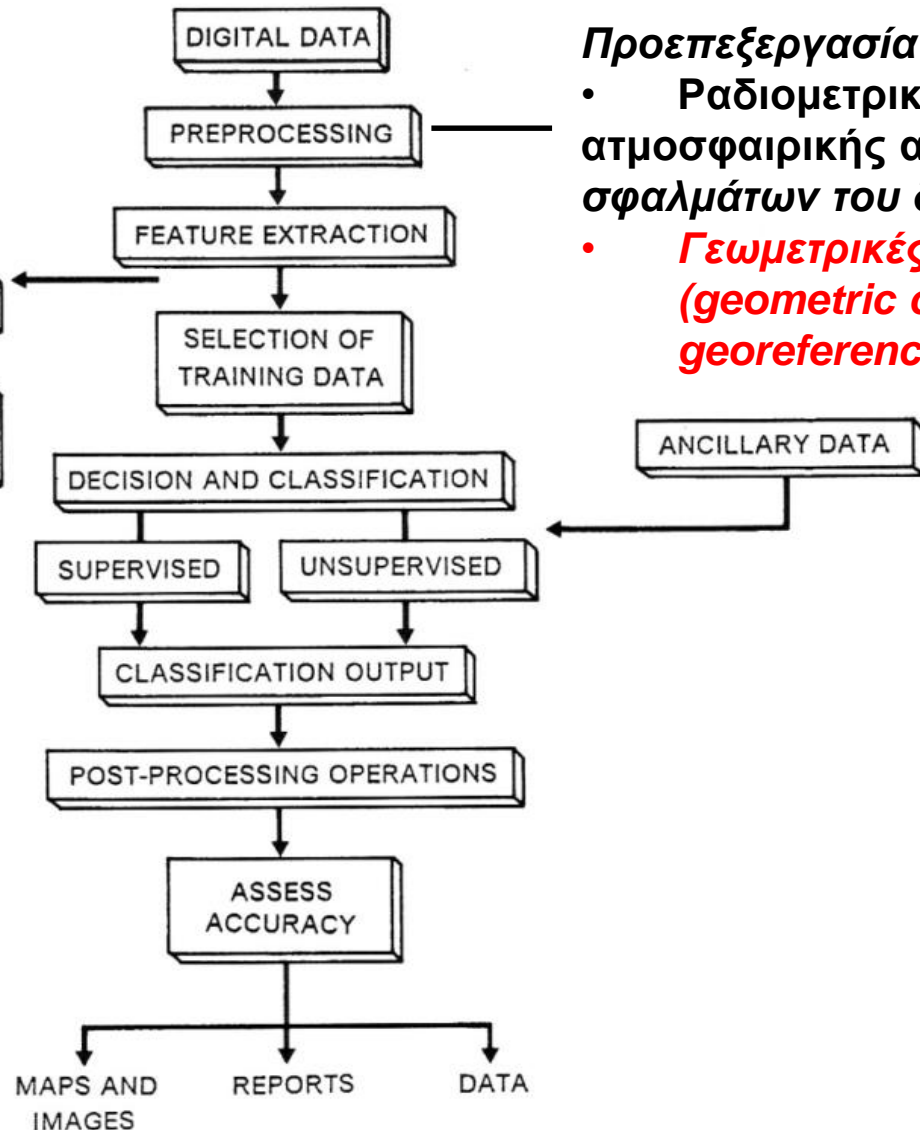 DIGITAL DATA
PREPROCESSING
Προεπεξεργασία
• Ραδιομετρικ
ατμοσφαιρικής α
σφαλμάτων του
• Γεωμετρικές
(geometric
georeferenc
FEATURE EXTRACTION
SELECTION OF
TRAINING DATA
ANCILLARY DATA
DECISION AND CLASSIFICATION
SUPERVISED
UNSUPERVISED
CLASSIFICATION OUTPUT
POST-PROCESSING OPERATIONS
ASSESS
ACCURACY
MAPS AND
IMAGES
REPORTS
DATA